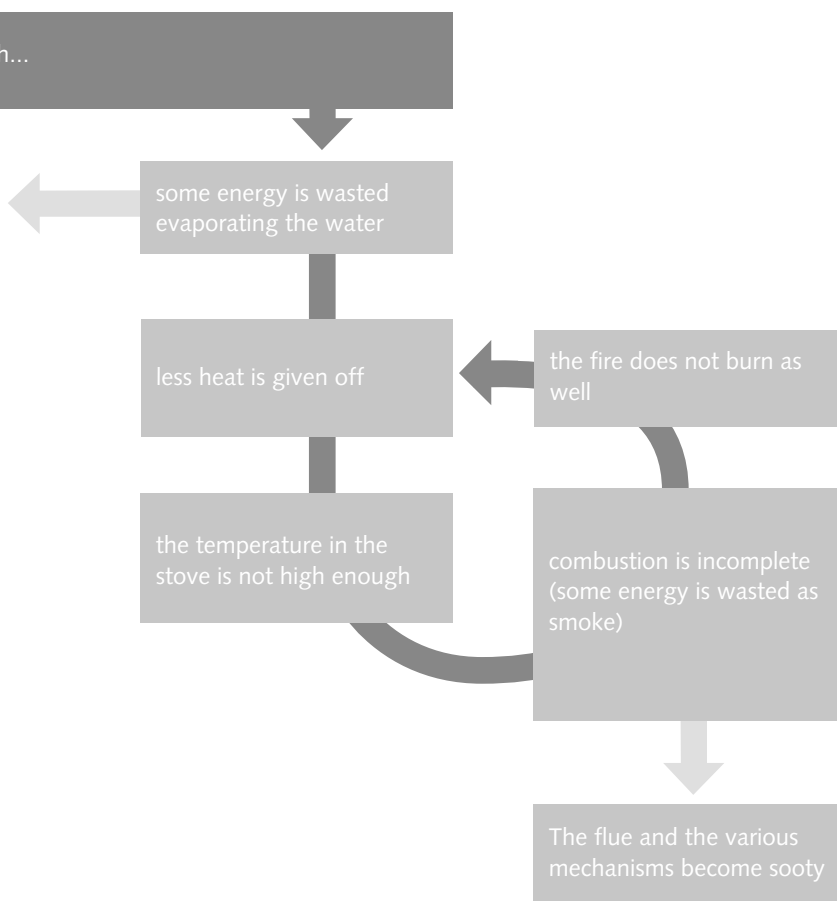 some energy is wasted
evaporating the water
less heat is given off
the temperature in the
stove is not high enough
the fire does not burn as
well
combustion is incomplete
(some energy is wasted as
smoke)
The flue and the various
mechanisms become sooty